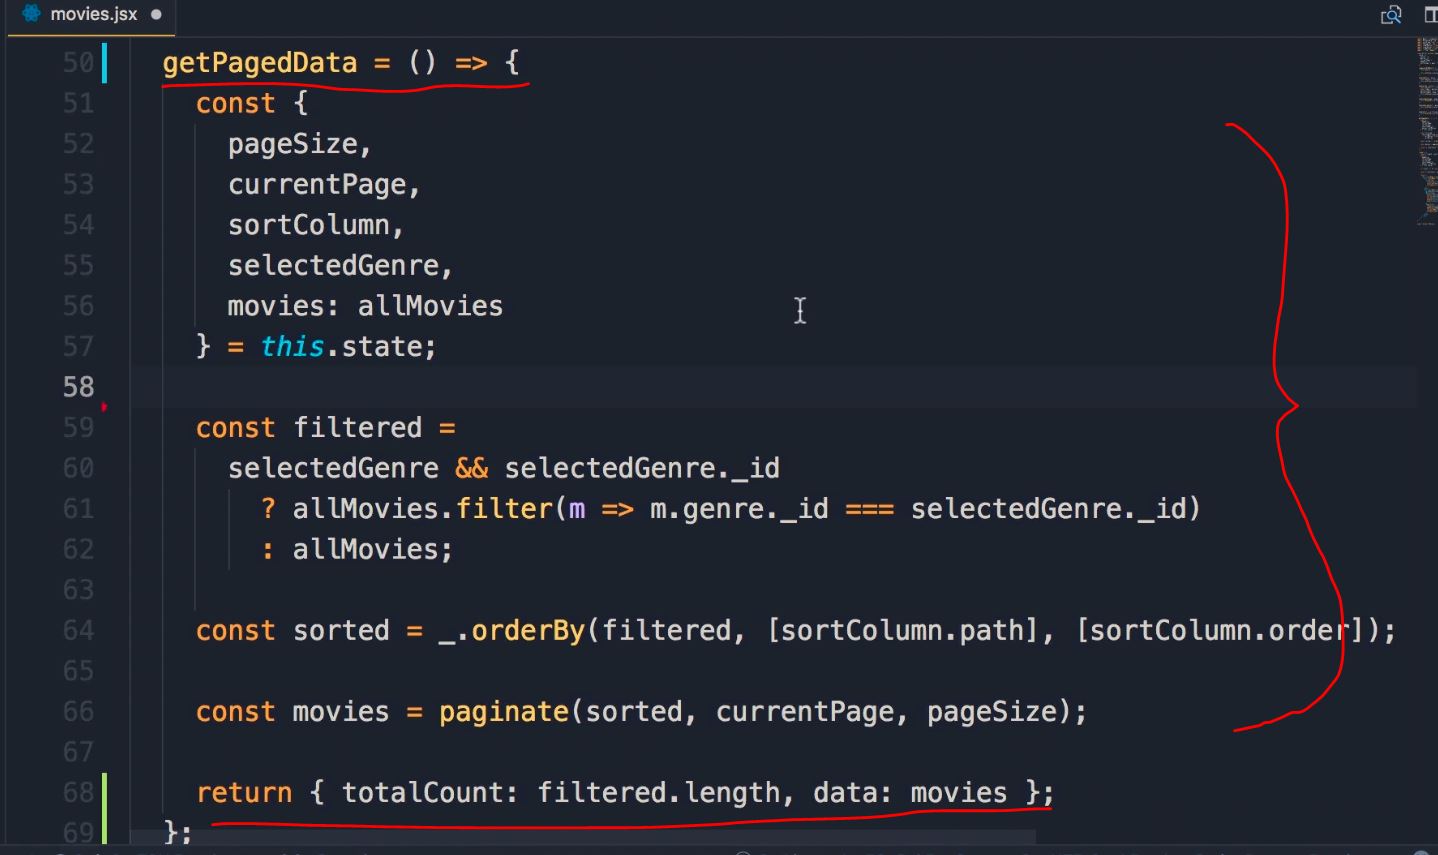 movies.jsx
50 getPagedData = () => {
51 const {
52 pageSize,
53 currentPage,
54 sortColumn,
55 selectedGenre,
56 movies: allMovies
57 } = this.state;
58
59 const filtered =
60 selectedGenre && selectedGenre._id
61 ? allMovies.filter(m => m.genre._id === selectedGenre._id)
62 : allMovies;
63
64 const sorted = _.orderBy(filtered, [sortColumn.path], [sortColumn.order]);
65
66 const movies = paginate(sorted, currentPage, pageSize);
67
68 return { totalCount: filtered.length, data: movies };
69 };